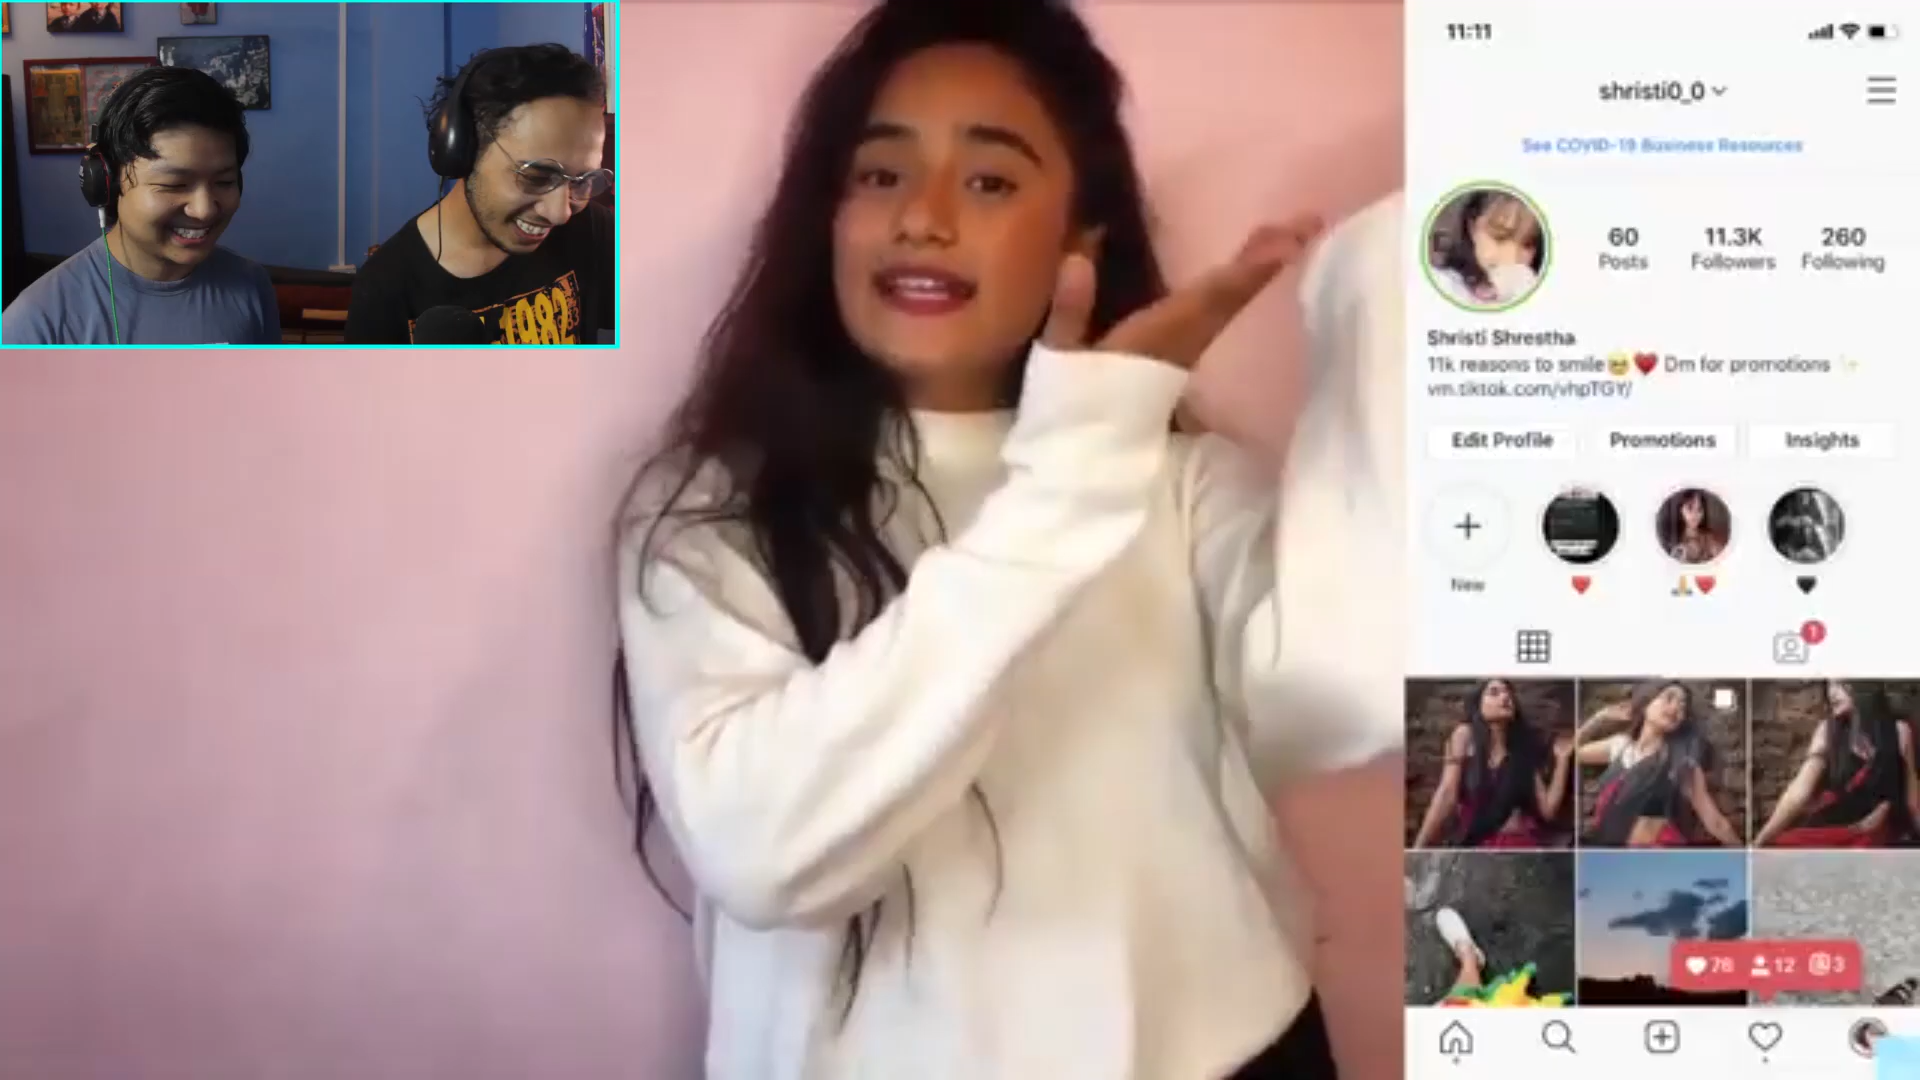 1982
11:11
shristi0_0
See COVID-19 Business Resources
60
Posts
11.3K
Followers
260
Following
Shristi Shrestha
11k reasons to smile🥺❤️ Dm for promotions ✨
vm.tiktok.com/vhpTGY/
Edit Profile
Promotions
Insights
New
1
76
12
3